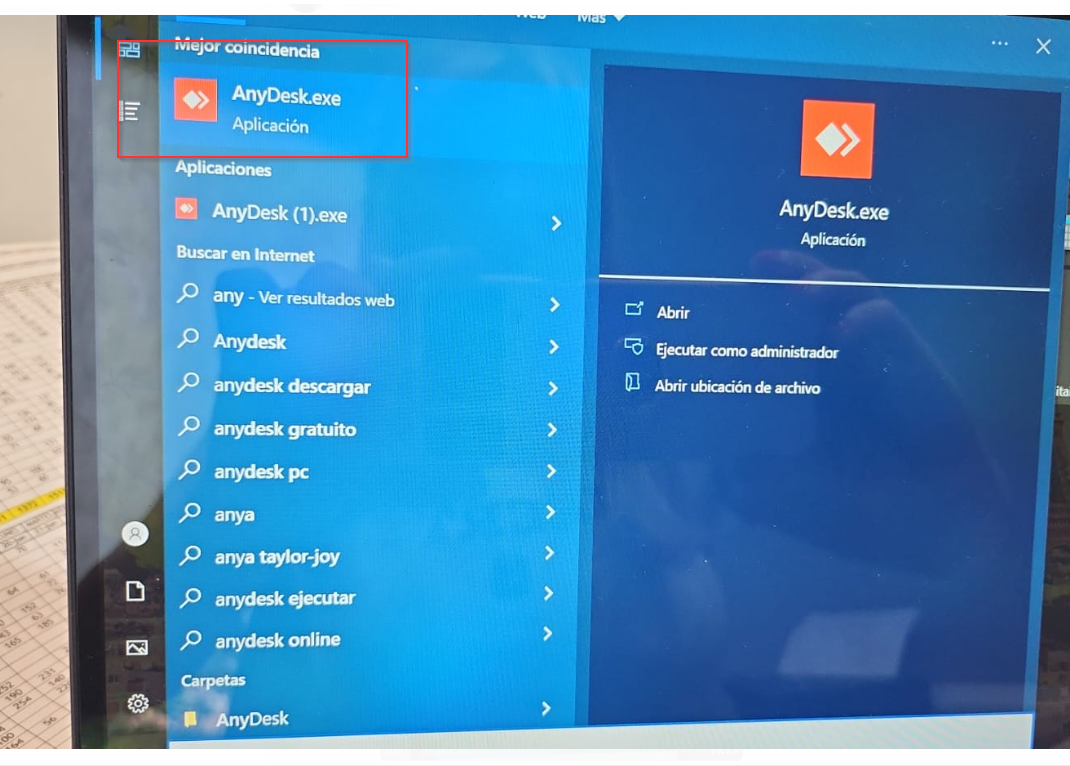 Web Más
Mejor coincidencia
AnyDesk.exe
Aplicación
Aplicaciones
AnyDesk (1).exe
Buscar en Internet
any - Ver resultados web
Anydesk
anydesk descargar
anydesk gratuito
anydesk pc
anya
anya taylor-joy
anydesk ejecutar
anydesk online
Carpetas
AnyDesk
AnyDesk.exe
Aplicación
Abrir
Ejecutar como administrador
Abrir ubicación de archivo